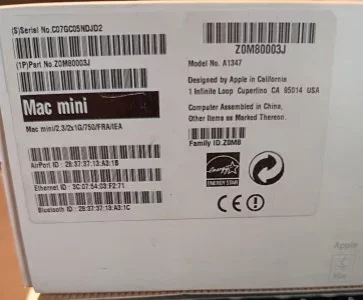 (S)Serial No.C07GC05NDJD2
(1P)Part No.Z0M80003J
Mac mini
Mac mini/2.3/2x1G/750/FRA/IEA
AirPort ID : 28:37:37:13:A3:1B
Ethernet ID : 3C:07:54:03:F2:71
Bluetooth ID : 28:37:37:13:A3:1C
Z0M80003J
Model No. A1347
Designed by Apple in California
1 Infinite Loop Cupertino, CA 95014 USA
Computer Assembled in China,
Other items as Marked Thereon.
Family ID.Z0M8
ENERGY STAR
CE